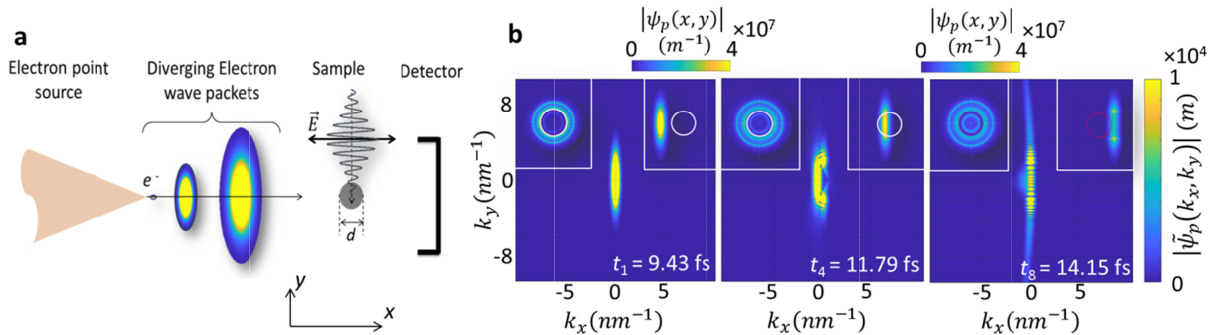 a
Electron point
source
Diverging Electron
wave packets
Sample
Detector
e⁻
E⃗
d
y
x
b
|ψₚ(x, y)|
(m⁻¹)
×10⁷
0 4
|ψₚ(x, y)|
(m⁻¹)
×10⁷
0 4
×10⁴
1
0
|ψ̃ₚ(kₓ, k_y)| (m)
k_y(nm⁻¹)
8
0
-8
t₁ = 9.43 fs
t₄ = 11.79 fs
t₈ = 14.15 fs
-5 0 5
-5 0 5
-5 0 5
kₓ(nm⁻¹)
kₓ(nm⁻¹)
kₓ(nm⁻¹)